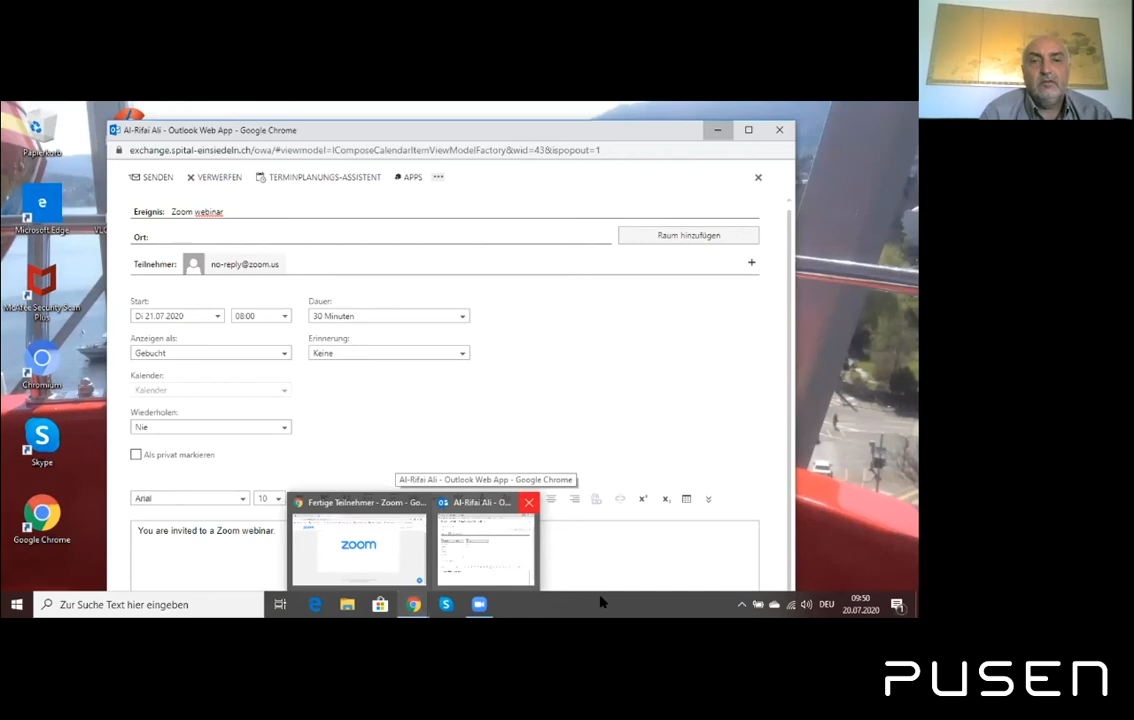 Al-Rifai Ali - Outlook Web App - Google Chrome
exchange.spital-einsiedeln.ch/owa/#viewmodel=IComposeCalendarItemViewModelFactory&wid=43&ispopout=1
SENDEN VERWERFEN TERMINPLANUNGS-ASSISTENT APPS
Ereignis: Zoom webinar
Ort:
Raum hinzufügen
Teilnehmer: no-reply@zoom.us
Start: Dauer:
Di 21.07.2020 08:00 30 Minuten
Anzeigen als: Erinnerung:
Gebucht Keine
Kalender:
Kalender
Wiederholen:
Nie
Als privat markieren
Al-Rifai Ali - Outlook Web App - Google Chrome
Arial 10
Fertige Teilnehmer - Zoom - Go... Al-Rifai Ali - O...
You are invited to a Zoom webinar.
zoom
Papierkorb
Microsoft Edge
VLC
McAfee Security Scan Plus
Chromium
Skype
Google Chrome
Zur Suche Text hier eingeben
DEU
09:50
20.07.2020
PUSEN